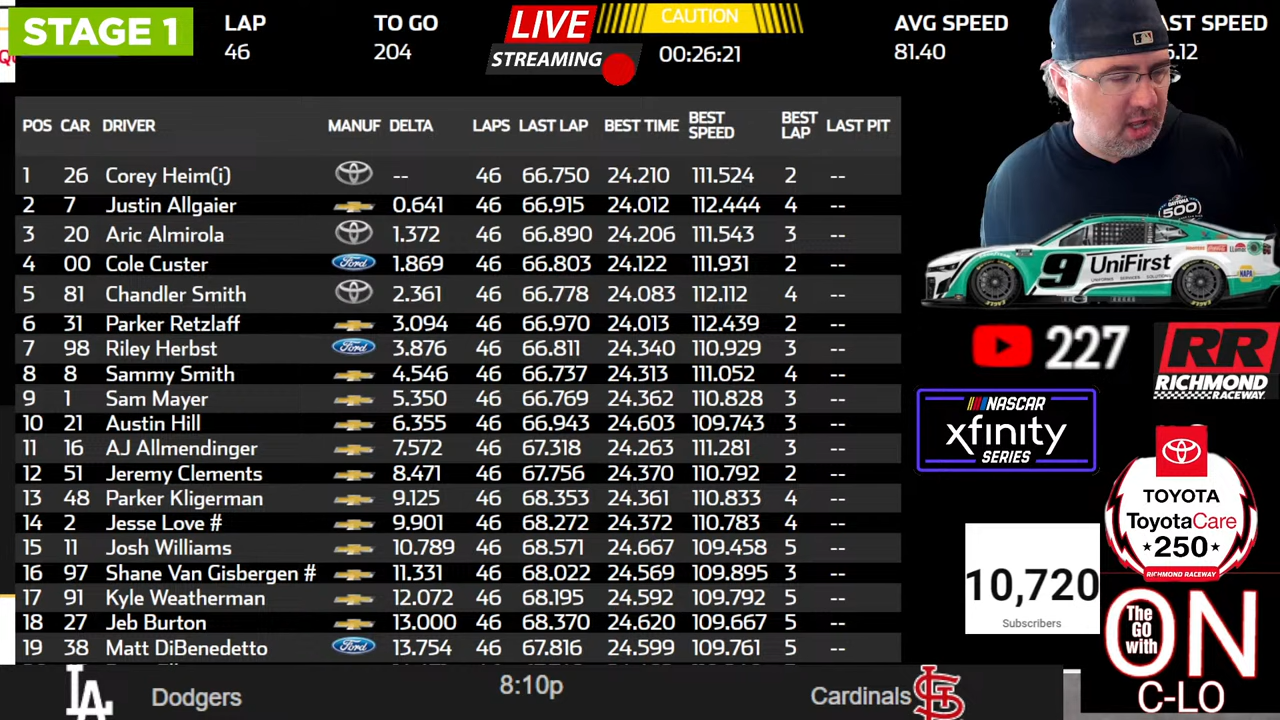 STAGE 1
LAP TO GO LIVE CAUTION AVG SPEED AST SPEED
46 204 STREAMING 00:26:21 81.40 6.12
POS CAR DRIVER MANUF DELTA LAPS LAST LAP BEST TIME BEST SPEED BEST LAP LAST PIT
1 26 Corey Heim(i) -- 46 66.750 24.210 111.524 2 --
2 7 Justin Allgaier 0.641 46 66.915 24.012 112.444 4 --
3 20 Aric Almirola 1.372 46 66.890 24.206 111.543 3 --
4 00 Cole Custer Ford 1.869 46 66.803 24.122 111.931 2 --
5 81 Chandler Smith 2.361 46 66.778 24.083 112.112 4 --
6 31 Parker Retzlaff 3.094 46 66.970 24.013 112.439 2 --
7 98 Riley Herbst Ford 3.876 46 66.811 24.340 110.929 3 --
8 8 Sammy Smith 4.546 46 66.737 24.313 111.052 4 --
9 1 Sam Mayer 5.350 46 66.769 24.362 110.828 3 --
10 21 Austin Hill 6.355 46 66.943 24.603 109.743 3 --
11 16 AJ Allmendinger 7.572 46 67.318 24.263 111.281 3 --
12 51 Jeremy Clements 8.471 46 67.756 24.370 110.792 2 --
13 48 Parker Kligerman 9.125 46 68.353 24.361 110.833 4 --
14 2 Jesse Love # 9.901 46 68.272 24.372 110.783 4 --
15 11 Josh Williams 10.789 46 68.571 24.667 109.458 5 --
16 97 Shane Van Gisbergen # 11.331 46 68.022 24.569 109.895 3 --
17 91 Kyle Weatherman 12.072 46 68.195 24.592 109.792 5 --
18 27 Jeb Burton 13.000 46 68.370 24.620 109.667 5 --
19 38 Matt DiBenedetto Ford 13.754 46 67.816 24.599 109.761 5 --
DAYTONA
500
9 UniFirst
NAPA
227
RR
RICHMOND
RACEWAY
NASCAR
xfinity
SERIES
TOYOTA
ToyotaCare
250
RICHMOND RACEWAY
10,720
Subscribers
The GO with ON
C-LO
LA Dodgers 8:10p Cardinals STL